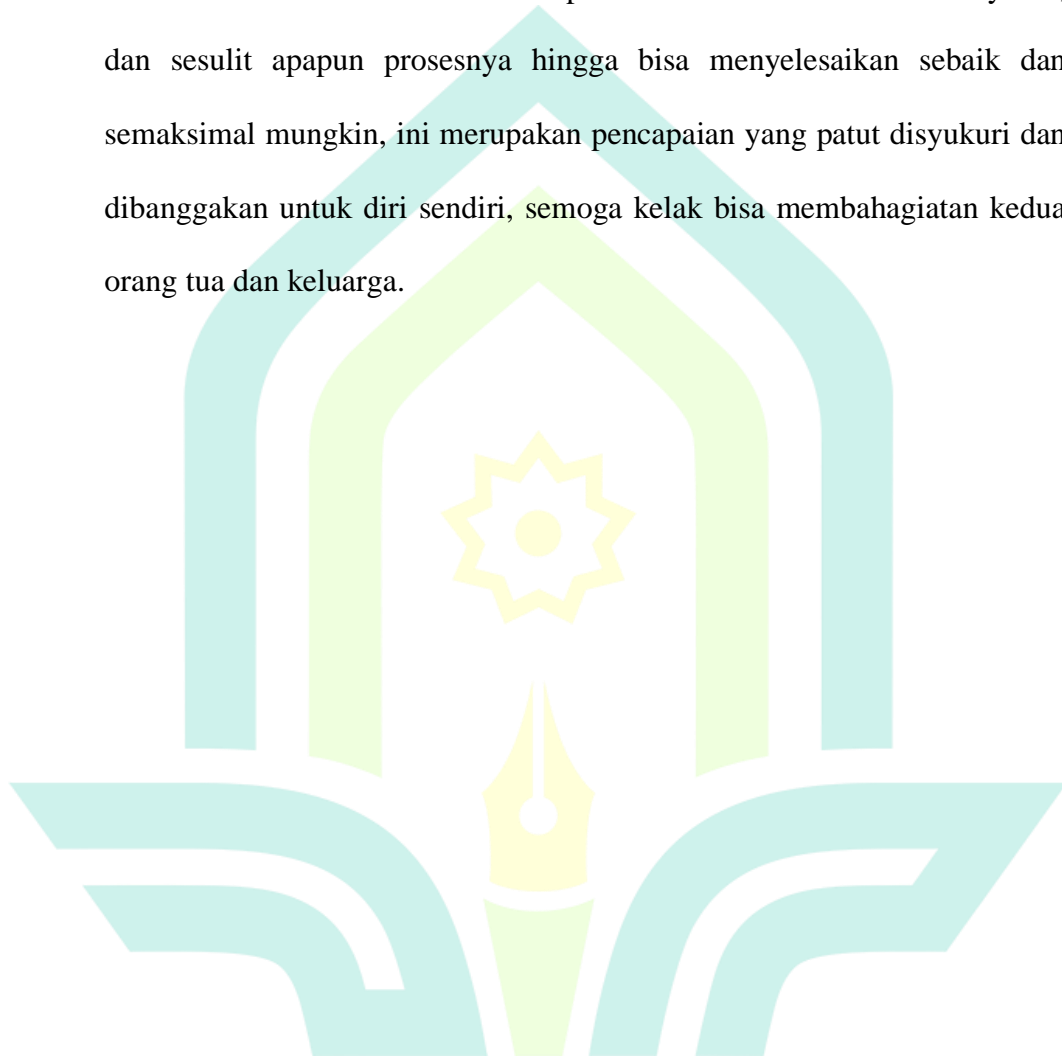 dan sesulit apapun prosesnya hingga bisa menyelesaikan sebaik dan
semaksimal mungkin, ini merupakan pencapaian yang patut disyukuri dan
dibanggakan untuk diri sendiri, semoga kelak bisa membahagiatan kedua
orang tua dan keluarga.